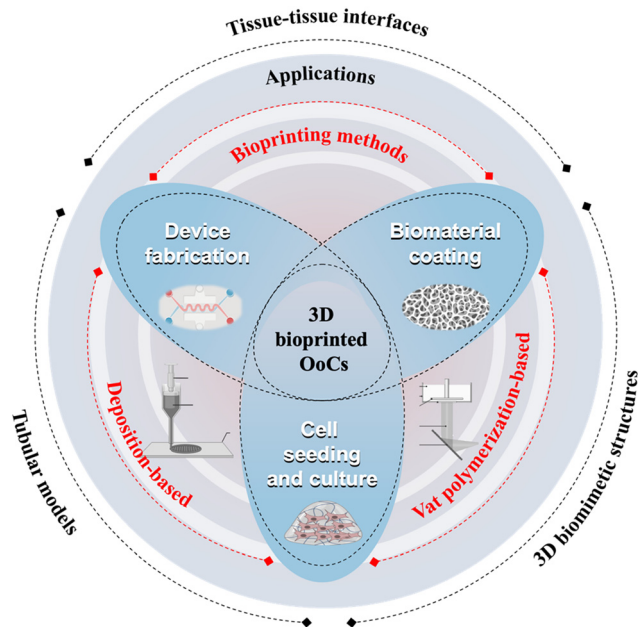 Tissue-tissue interfaces
Applications
Bioprinting methods
Device
fabrication
Biomaterial
coating
3D
bioprinted
OoCs
Deposition-based
Vat polymerization-based
Cell
seeding
and culture
Tubular models
3D biomimetic structures